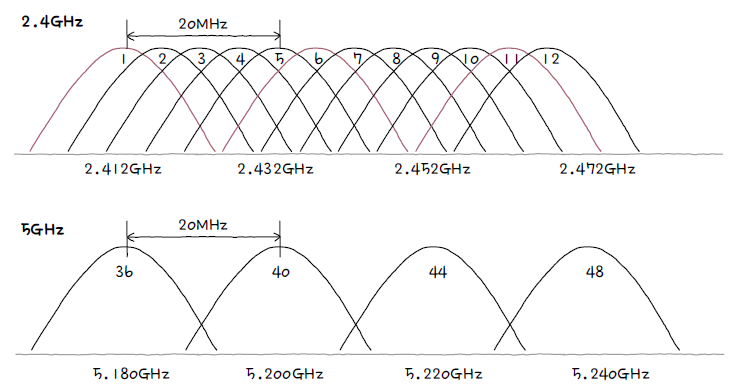 2.4GHz
20MHz
1 2 3 4 5 6 7 8 9 10 11 12
2.412GHz 2.432GHz 2.452GHz 2.472GHz
5GHz
20MHz
36 40 44 48
5.180GHz 5.200GHz 5.220GHz 5.240GHz